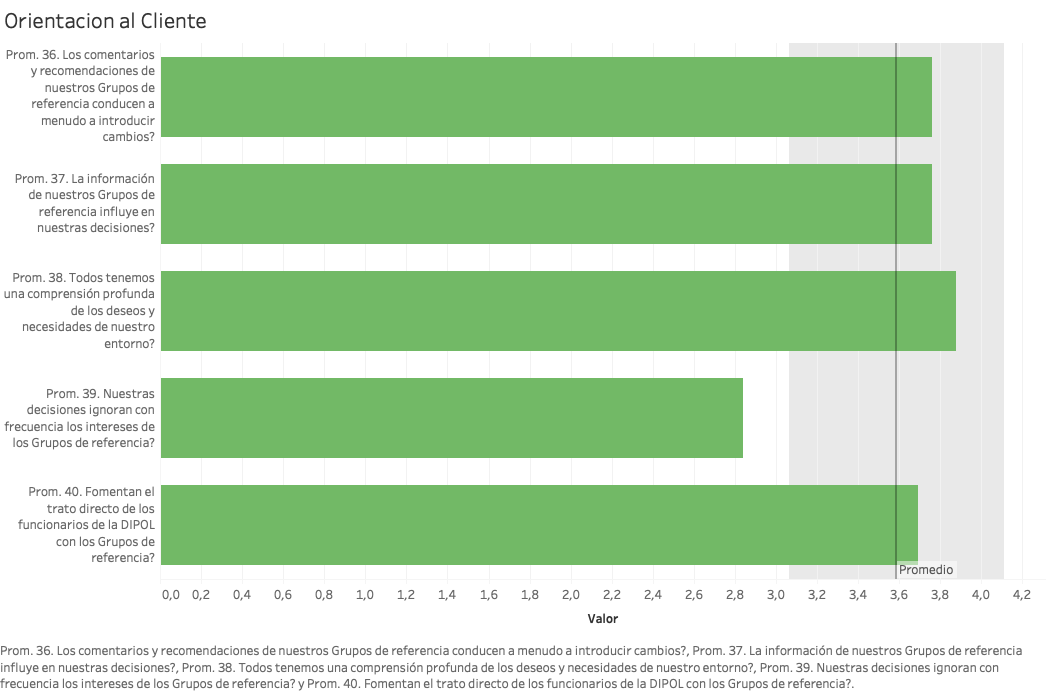 Orientacion al Cliente
Prom. 36. Los comentarios
y recomendaciones de
nuestros Grupos de
referencia conducen a
menudo a introducir
cambios?
Prom. 37. La información
de nuestros Grupos de
referencia influye en
nuestras decisiones?
Prom. 38. Todos tenemos
una comprensión profunda
de los deseos y
necesidades de nuestro
entorno?
Prom. 39. Nuestras
decisiones ignoran con
frecuencia los intereses de
los Grupos de referencia?
Prom. 40. Fomentan el
trato directo de los
funcionarios de la DIPOL
con los Grupos de
referencia?
Promedio
0,0 0,2 0,4 0,6 0,8 1,0 1,2 1,4 1,6 1,8 2,0 2,2 2,4 2,6 2,8 3,0 3,2 3,4 3,6 3,8 4,0 4,2
Valor
Prom. 36. Los comentarios y recomendaciones de nuestros Grupos de referencia conducen a menudo a introducir cambios?, Prom. 37. La información de nuestros Grupos de referencia
influye en nuestras decisiones?, Prom. 38. Todos tenemos una comprensión profunda de los deseos y necesidades de nuestro entorno?, Prom. 39. Nuestras decisiones ignoran con
frecuencia los intereses de los Grupos de referencia? y Prom. 40. Fomentan el trato directo de los funcionarios de la DIPOL con los Grupos de referencia?.